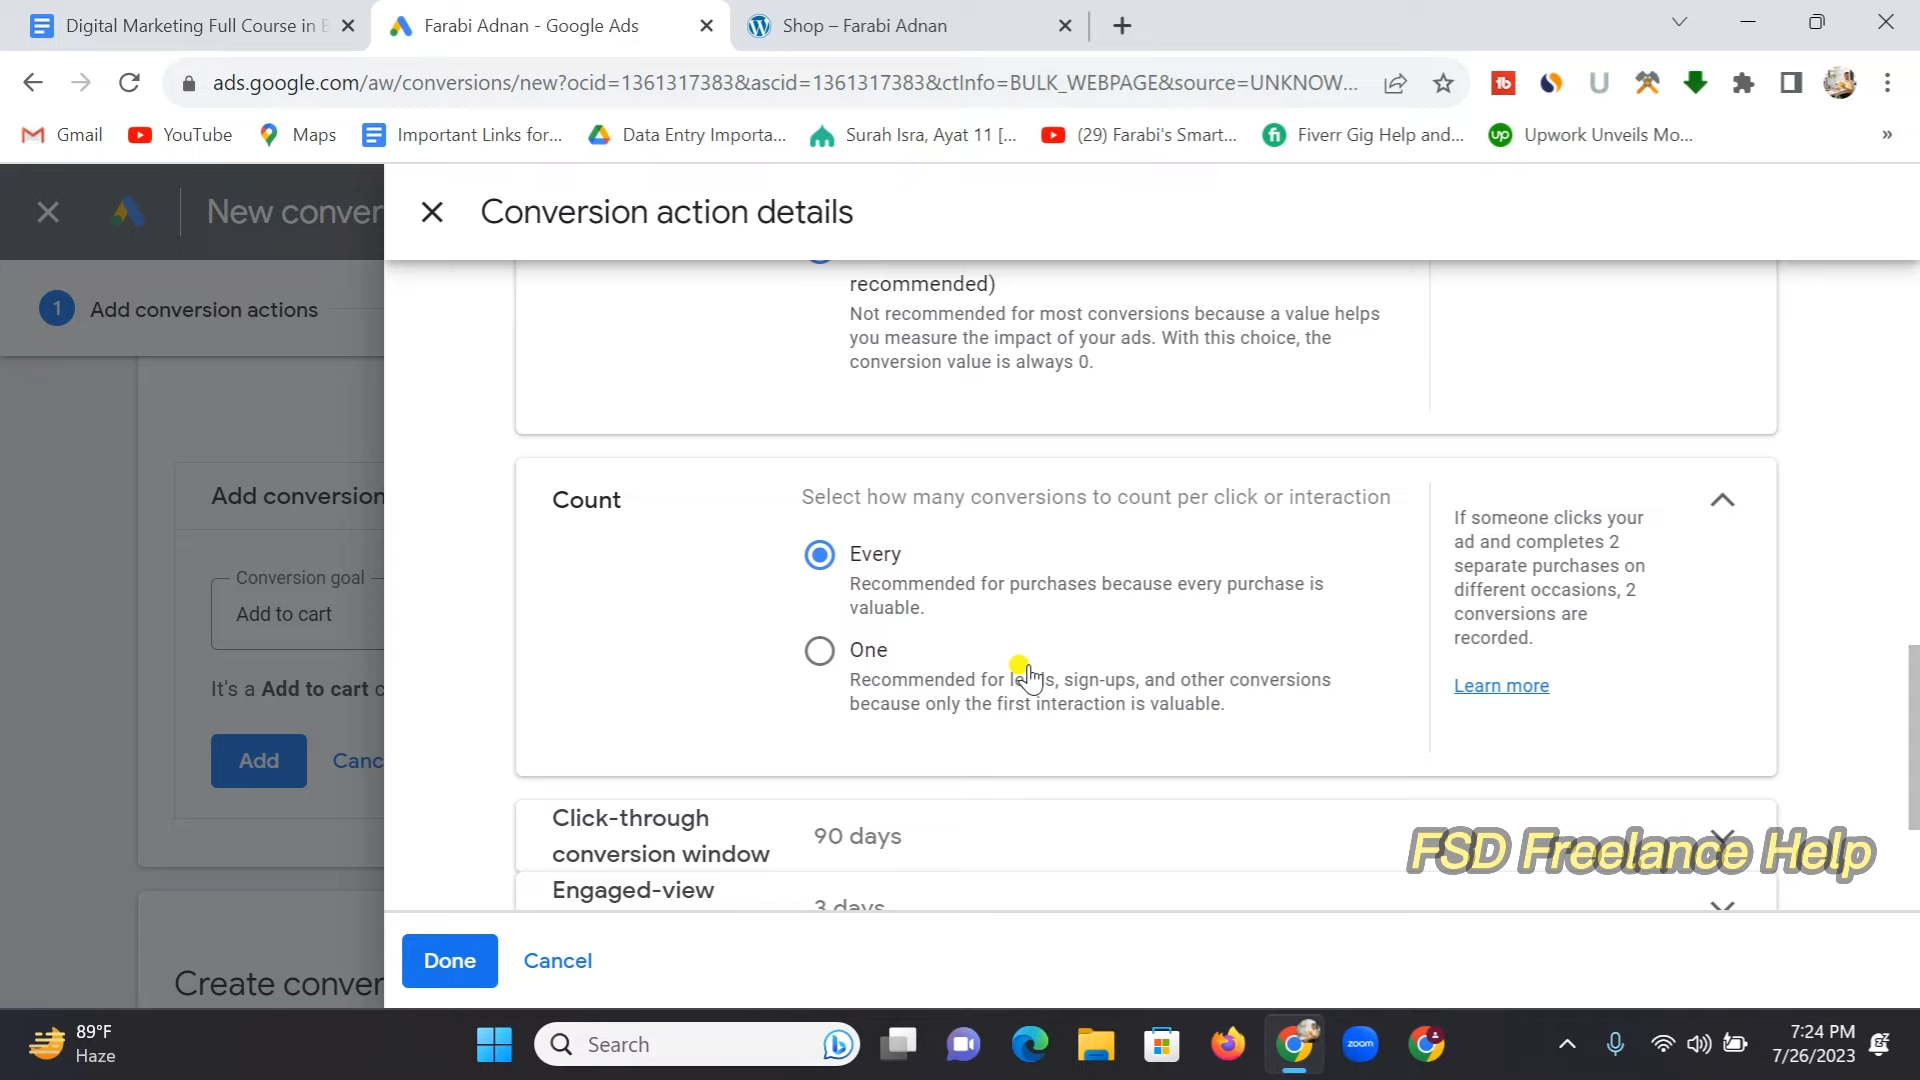 Digital Marketing Full Course in
Farabi Adnan - Google Ads
Shop – Farabi Adnan
ads.google.com/aw/conversions/new?ocid=1361317383&ascid=1361317383&ctInfo=BULK_WEBPAGE&source=UNKNOW...
Gmail
YouTube
Maps
Important Links for...
Data Entry Importa...
Surah Isra, Ayat 11 [...
(29) Farabi's Smart...
Fiverr Gig Help and...
Upwork Unveils Mo...
»
New conver
Conversion action details
1 Add conversion actions
recommended)
Not recommended for most conversions because a value helps
you measure the impact of your ads. With this choice, the
conversion value is always 0.
Add conversion
Conversion goal
Add to cart
It's a Add to cart c
Add
Canc
Create conver
Count
Select how many conversions to count per click or interaction
Every
Recommended for purchases because every purchase is
valuable.
One
Recommended for leads, sign-ups, and other conversions
because only the first interaction is valuable.
If someone clicks your
ad and completes 2
separate purchases on
different occasions, 2
conversions are
recorded.
Learn more
Click-through
conversion window
90 days
Engaged-view
3 days
FSD Freelance Help
Done
Cancel
89°F
Haze
Search
zoom
7:24 PM
7/26/2023